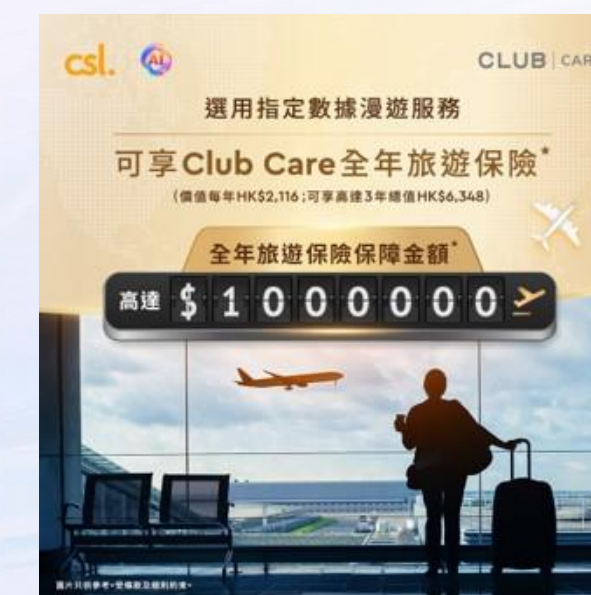 csl. AI
CLUB | CAR
選用指定數據漫遊服務
可享Club Care全年旅遊保險*
(價值每年HK$2,116;可享高達3年總值HK$6,348)
全年旅遊保險保障金額*
高達 $1000000
圖片只供參考。受條款及細則約束。